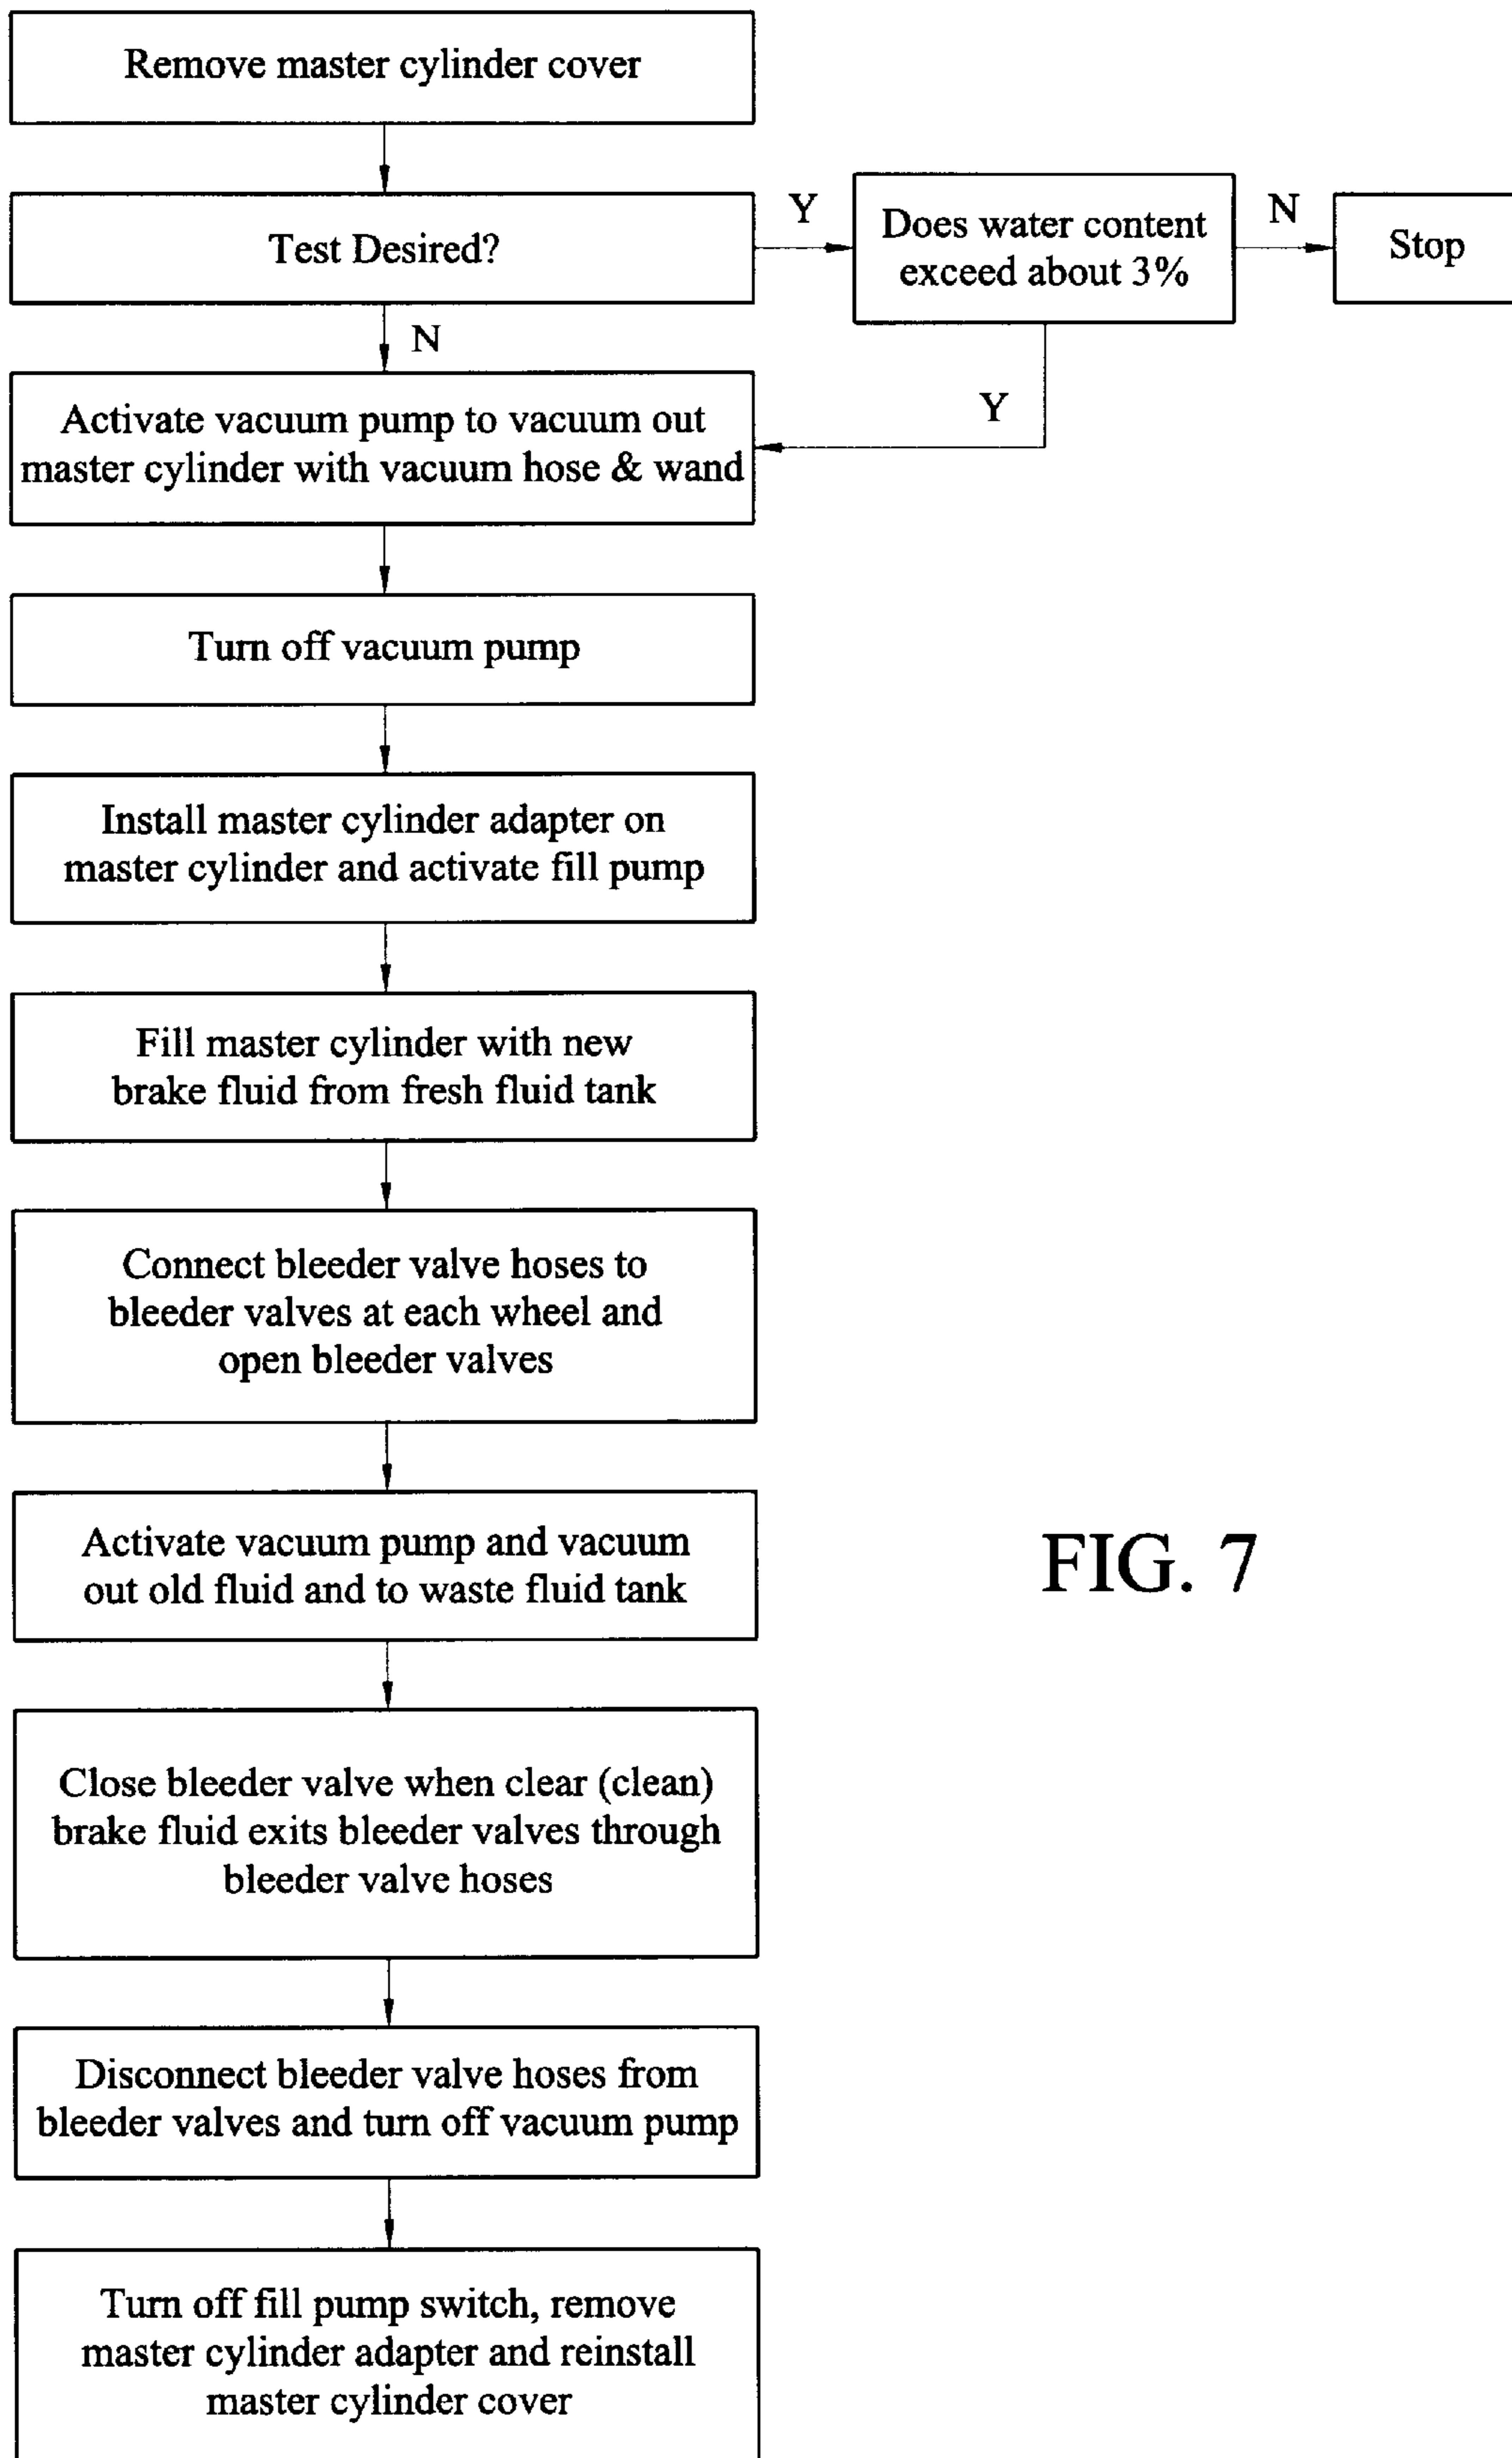 Remove master cylinder cover
Test Desired?
Y
Does water content
exceed about 3%
N
Stop
N
Y
Activate vacuum pump to vacuum out
master cylinder with vacuum hose & wand
Turn off vacuum pump
Install master cylinder adapter on
master cylinder and activate fill pump
Fill master cylinder with new
brake fluid from fresh fluid tank
Connect bleeder valve hoses to
bleeder valves at each wheel and
open bleeder valves
Activate vacuum pump and vacuum
out old fluid and to waste fluid tank
FIG. 7
Close bleeder valve when clear (clean)
brake fluid exits bleeder valves through
bleeder valve hoses
Disconnect bleeder valve hoses from
bleeder valves and turn off vacuum pump
Turn off fill pump switch, remove
master cylinder adapter and reinstall
master cylinder cover